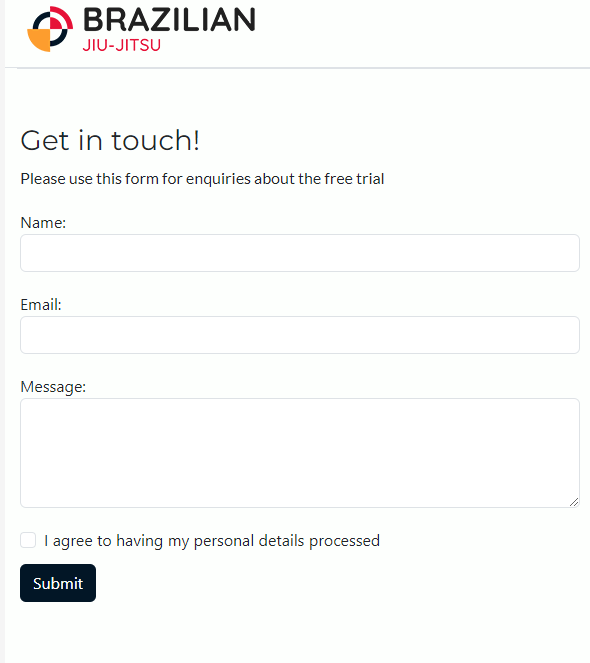 BRAZILIAN
JIU-JITSU
Get in touch!
Please use this form for enquiries about the free trial
Name:
Email:
Message:
I agree to having my personal details processed
Submit